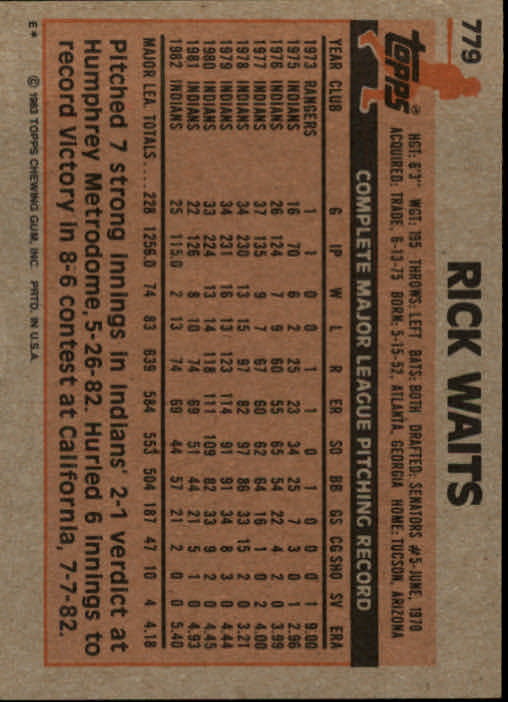 779
topps®
RICK WAITS
HGT: 6'3" WGT: 195 THROWS: LEFT BATS: BOTH DRAFTED: SENATORS #5-JUNE, 1970
ACQUIRED: TRADE, 6-13-75 BORN: 5-15-52, ATLANTA, GEORGIA HOME: TUCSON, ARIZONA
COMPLETE MAJOR LEAGUE PITCHING RECORD
YEAR CLUB G IP W L R ER SO BB GS CG SHO SV ERA
1973 RANGERS 1 1 0 0 1 1 0 1 0 0 0 1 9.00
1975 INDIANS 16 70 6 2 25 23 34 25 7 3 0 1 2.96
1976 INDIANS 26 124 7 9 60 55 65 54 22 4 2 0 3.99
1977 INDIANS 37 135 9 7 67 60 62 64 16 1 0 2 4.00
1978 INDIANS 34 230 13 15 97 82 97 86 33 15 2 0 3.21
1979 INDIANS 34 231 16 13 123 114 91 91 34 8 3 0 4.44
1980 INDIANS 33 224 13 14 118 111 109 82 33 9 2 0 4.45
1981 INDIANS 22 126 8 10 74 69 51 44 21 5 1 0 4.93
1982 INDIANS 25 115.0 2 13 74 69 44 57 21 2 0 0 5.40
MAJOR LEA. TOTALS .... 228 1256.0 74 83 639 584 553 504 187 47 10 4 4.18
Pitched 7 strong innings in Indians' 2-1 verdict at
Humphrey Metrodome, 5-26-82. Hurled 6 innings to
record victory in 8-6 contest at California, 7-7-82.
E* © 1983 TOPPS CHEWING GUM, INC. PRTD. IN U.S.A.